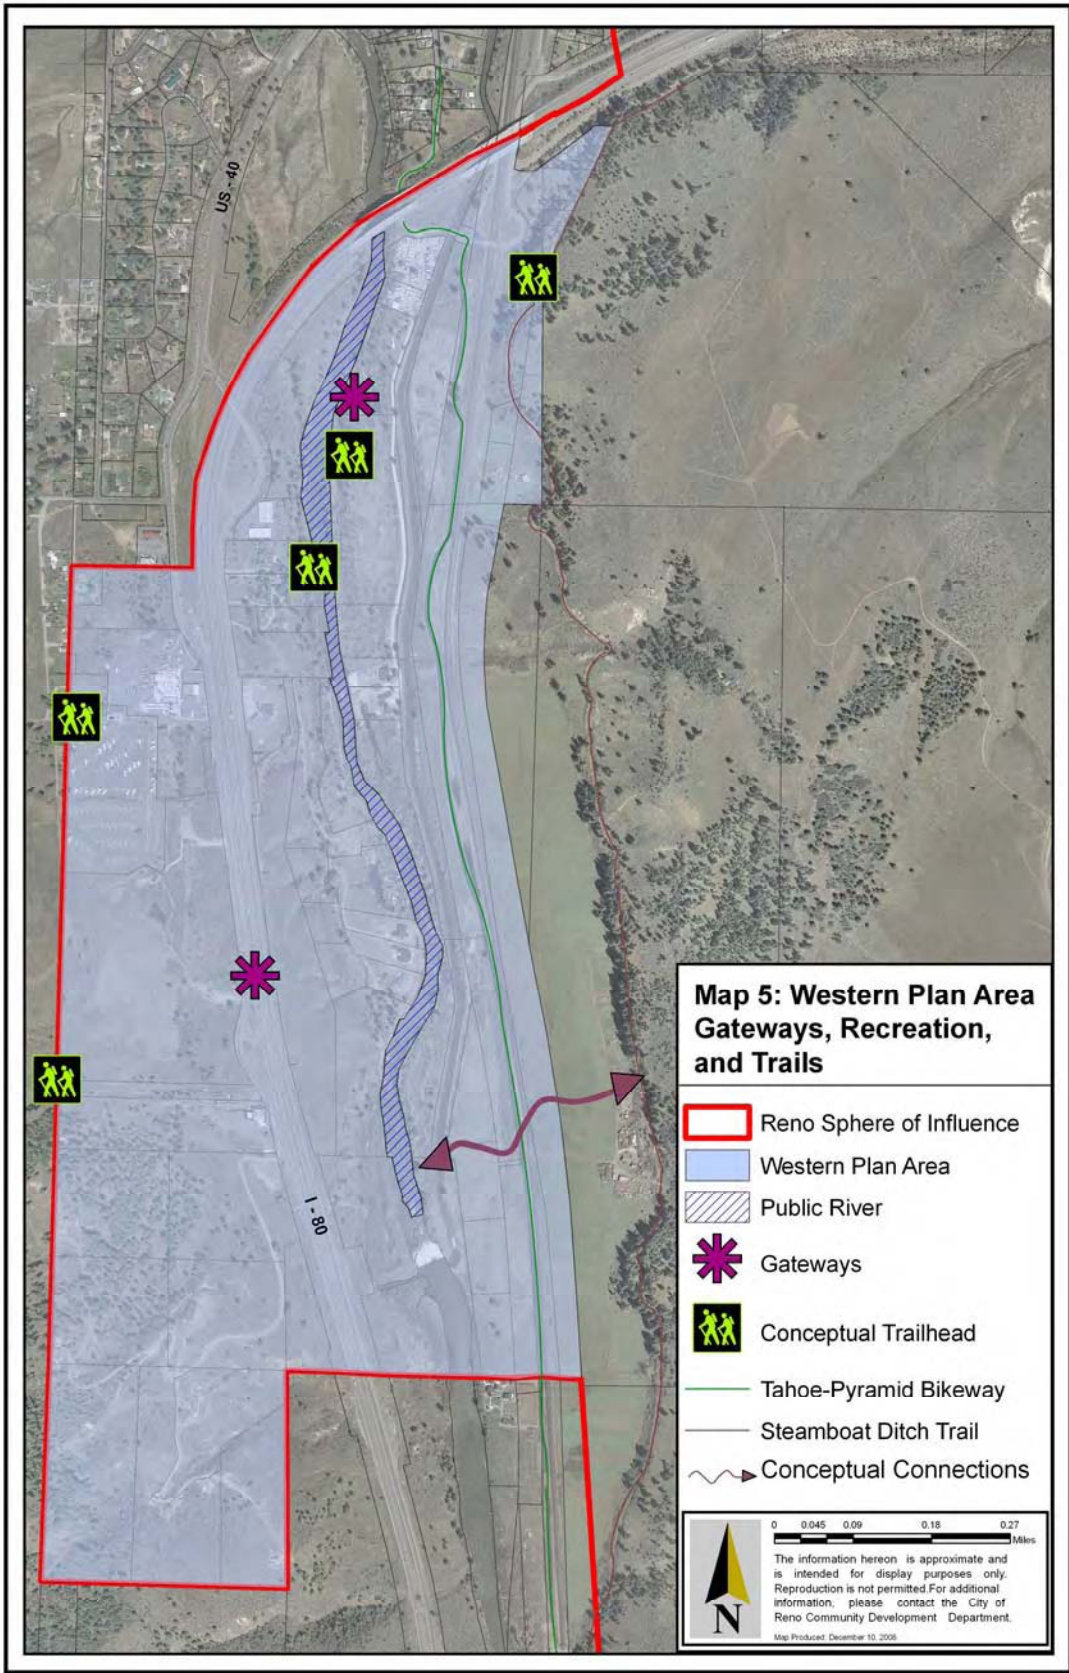 US - 40
I - 80
Map 5: Western Plan Area
Gateways, Recreation,
and Trails
Reno Sphere of Influence
Western Plan Area
Public River
Gateways
Conceptual Trailhead
Tahoe-Pyramid Bikeway
Steamboat Ditch Trail
Conceptual Connections
0 0.045 0.09 0.18 0.27
Miles
The information hereon is approximate and
is intended for display purposes only.
Reproduction is not permitted.For additional
information, please contact the City of
Reno Community Development Department.
Map Produced: December 10, 2008
N